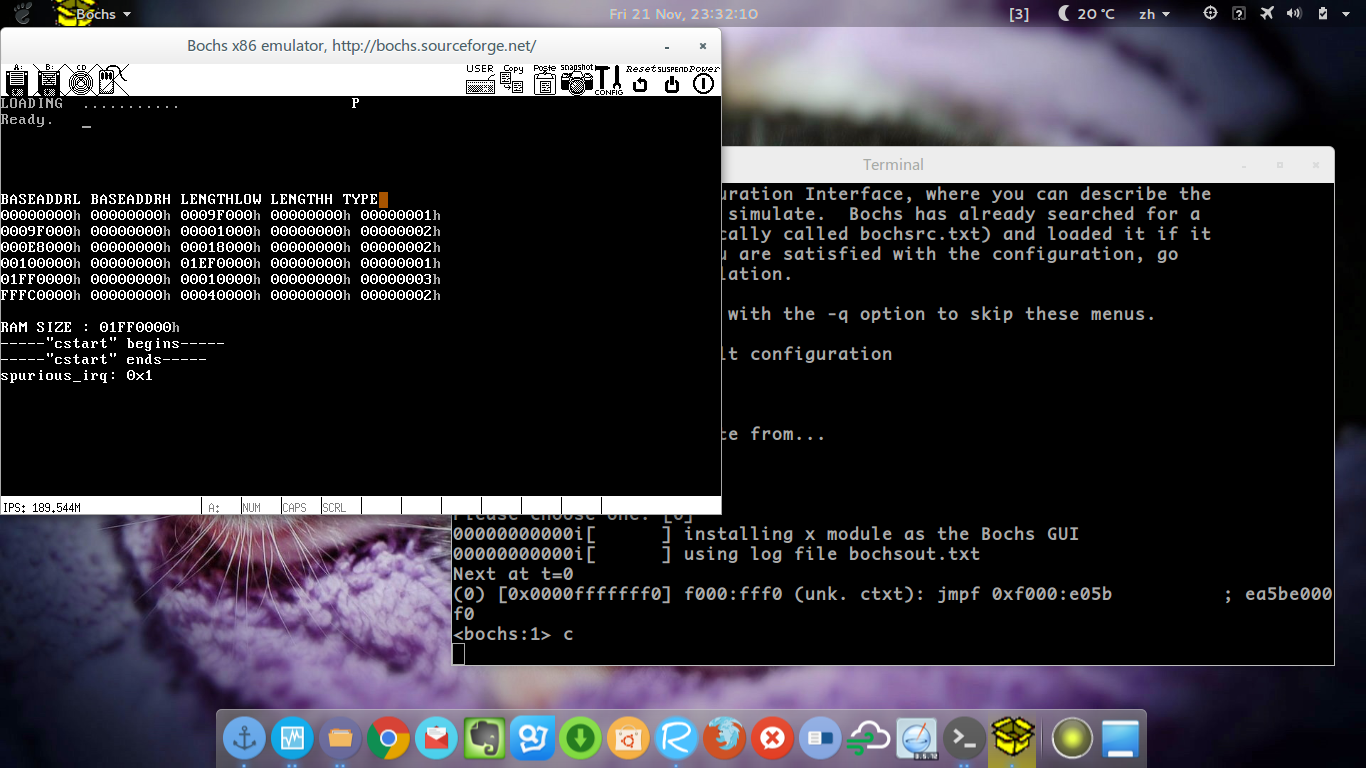 Bochs
Fri 21 Nov, 23:32:10
[3]
20 °C
zh
Bochs x86 emulator, http://bochs.sourceforge.net/
A:
B:
CD
USER
Copy
Paste
snapshot
CONFIG
Reset
SUSPEND
Power
LOADING ........... P
Ready. _
BASEADDRL BASEADDRH LENGTHLOW LENGTHH TYPE
00000000h 00000000h 0009F000h 00000000h 00000001h
0009F000h 00000000h 00001000h 00000000h 00000002h
000E8000h 00000000h 00018000h 00000000h 00000002h
00100000h 00000000h 01EF0000h 00000000h 00000001h
01FF0000h 00000000h 00010000h 00000000h 00000003h
FFFC0000h 00000000h 00040000h 00000000h 00000002h
RAM SIZE : 01FF0000h
-----"cstart" begins-----
-----"cstart" ends-----
spurious_irq: 0x1
IPS: 189.544M
A:
NUM
CAPS
SCRL
Terminal
uration Interface, where you can describe the
simulate. Bochs has already searched for a
cally called bochsrc.txt) and loaded it if it
u are satisfied with the configuration, go
lation.
with the -q option to skip these menus.
lt configuration
te from...
Please choose one: [6]
00000000000i[      ] installing x module as the Bochs GUI
00000000000i[      ] using log file bochsout.txt
Next at t=0
(0) [0x0000fffffff0] f000:fff0 (unk. ctxt): jmpf 0xf000:e05b          ; ea5be000
f0
<bochs:1> c